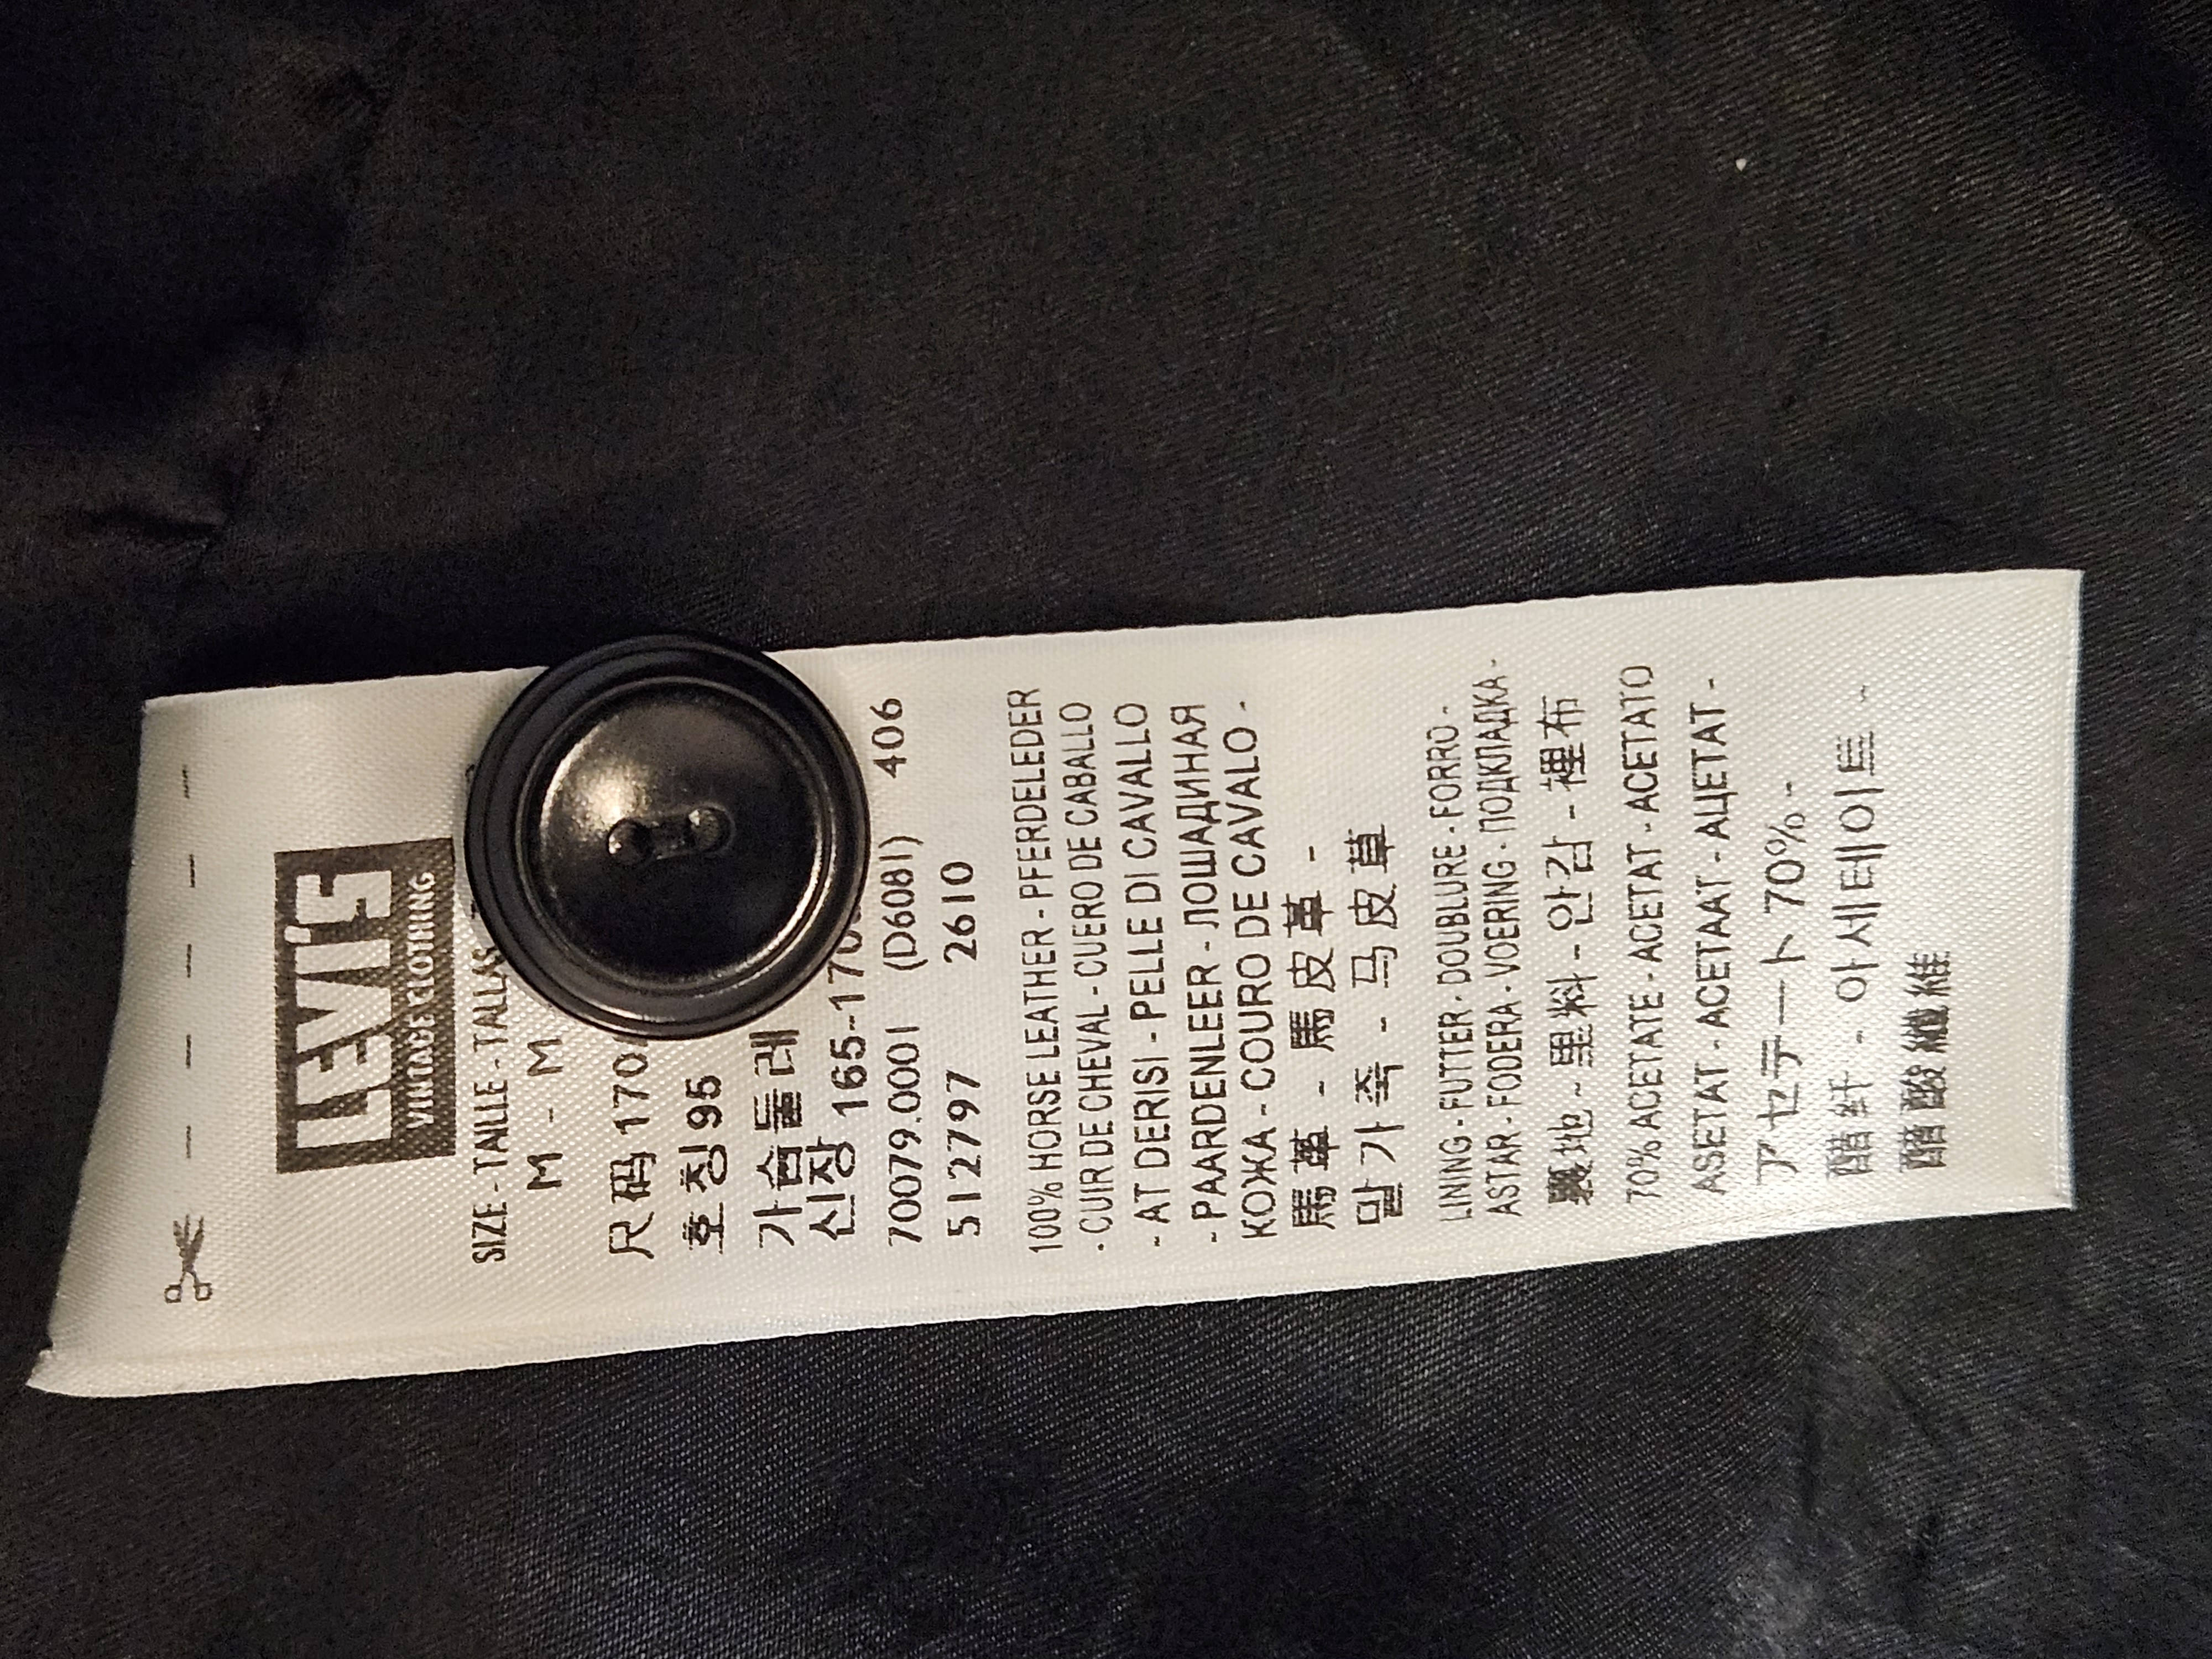 LEVI'S
VINTAGE CLOTHING
SIZE - TAILLE - TALLAS
M - M
尺码170
호칭95
가슴둘레
신장 165-170
70079.0001 (D6081) 406
512797 2610
100% HORSE LEATHER - PFERDELEDER
- CUIR DE CHEVAL - CUERO DE CABALLO
- AT DERISI - PELLE DI CAVALLO
- PAARDENLEER - ЛОШАДИНАЯ
КОЖА - COURO DE CAVALO -
馬革 - 馬皮革 -
말가죽 - 马皮革
LINING - FUTTER - DOUBLURE - FORRO -
ASTAR - FODERA - VOERING - ПОДКЛАДКА -
裏地 - 里料 - 안감 - 裡布
70% ACETATE - ACETAT - ACETATO
ASETAT - ACETAAT - АЦЕТАТ -
アセテート 70% -
醋纤 - 아세테이트 -
醋酸纖維